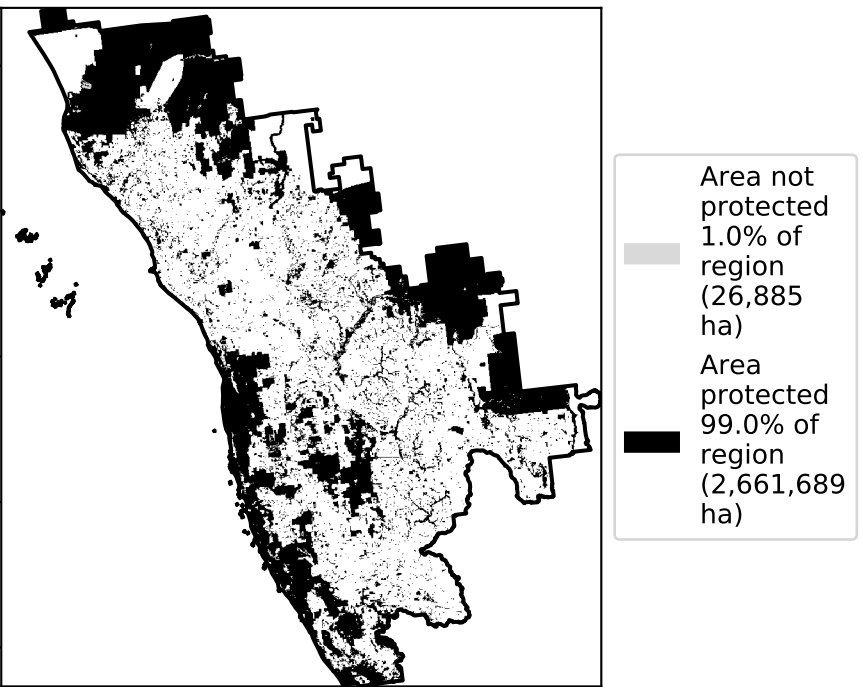 Area not
protected
1.0% of
region
(26,885
ha)
Area
protected
99.0% of
region
(2,661,689
ha)